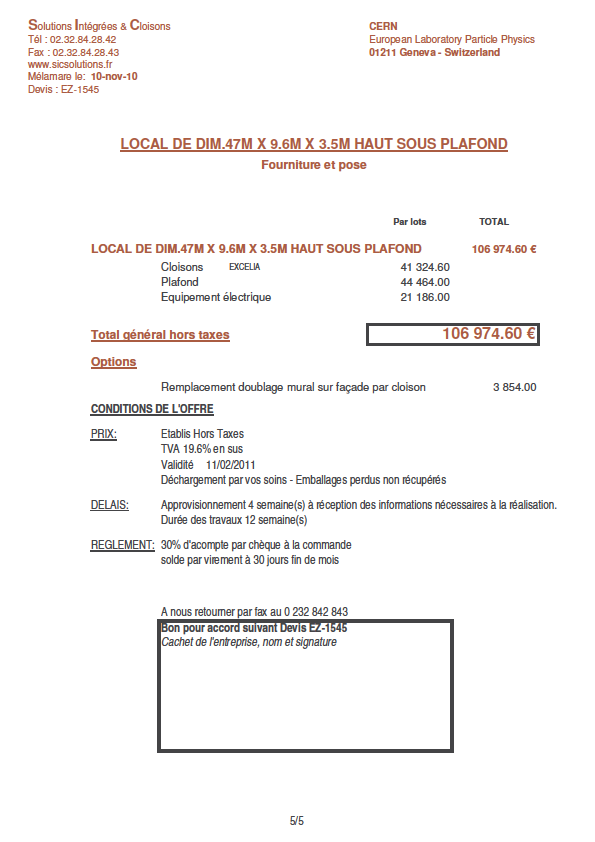 Solutions Intégrées & Cloisons
Tél : 02.32.84.28.42
Fax : 02.32.84.28.43
www.sicsolutions.fr
Mélamare le: 10-nov-10
Devis : EZ-1545
CERN
European Laboratory Particle Physics
01211 Geneva - Switzerland
LOCAL DE DIM.47M X 9.6M X 3.5M HAUT SOUS PLAFOND
Fourniture et pose
Par lots TOTAL
LOCAL DE DIM.47M X 9.6M X 3.5M HAUT SOUS PLAFOND 106 974.60 €
Cloisons EXCELIA 41 324.60
Plafond 44 464.00
Equipement électrique 21 186.00
Total général hors taxes 106 974.60 €
Options
Remplacement doublage mural sur façade par cloison 3 854.00
CONDITIONS DE L'OFFRE
PRIX: Etablis Hors Taxes
TVA 19.6% en sus
Validité 11/02/2011
Déchargement par vos soins - Emballages perdus non récupérés
DELAIS: Approvisionnement 4 semaine(s) à réception des informations nécessaires à la réalisation.
Durée des travaux 12 semaine(s)
REGLEMENT: 30% d'acompte par chèque à la commande
solde par virement à 30 jours fin de mois
A nous retourner par fax au 0 232 842 843
Bon pour accord suivant Devis EZ-1545
Cachet de l'entreprise, nom et signature
5/5